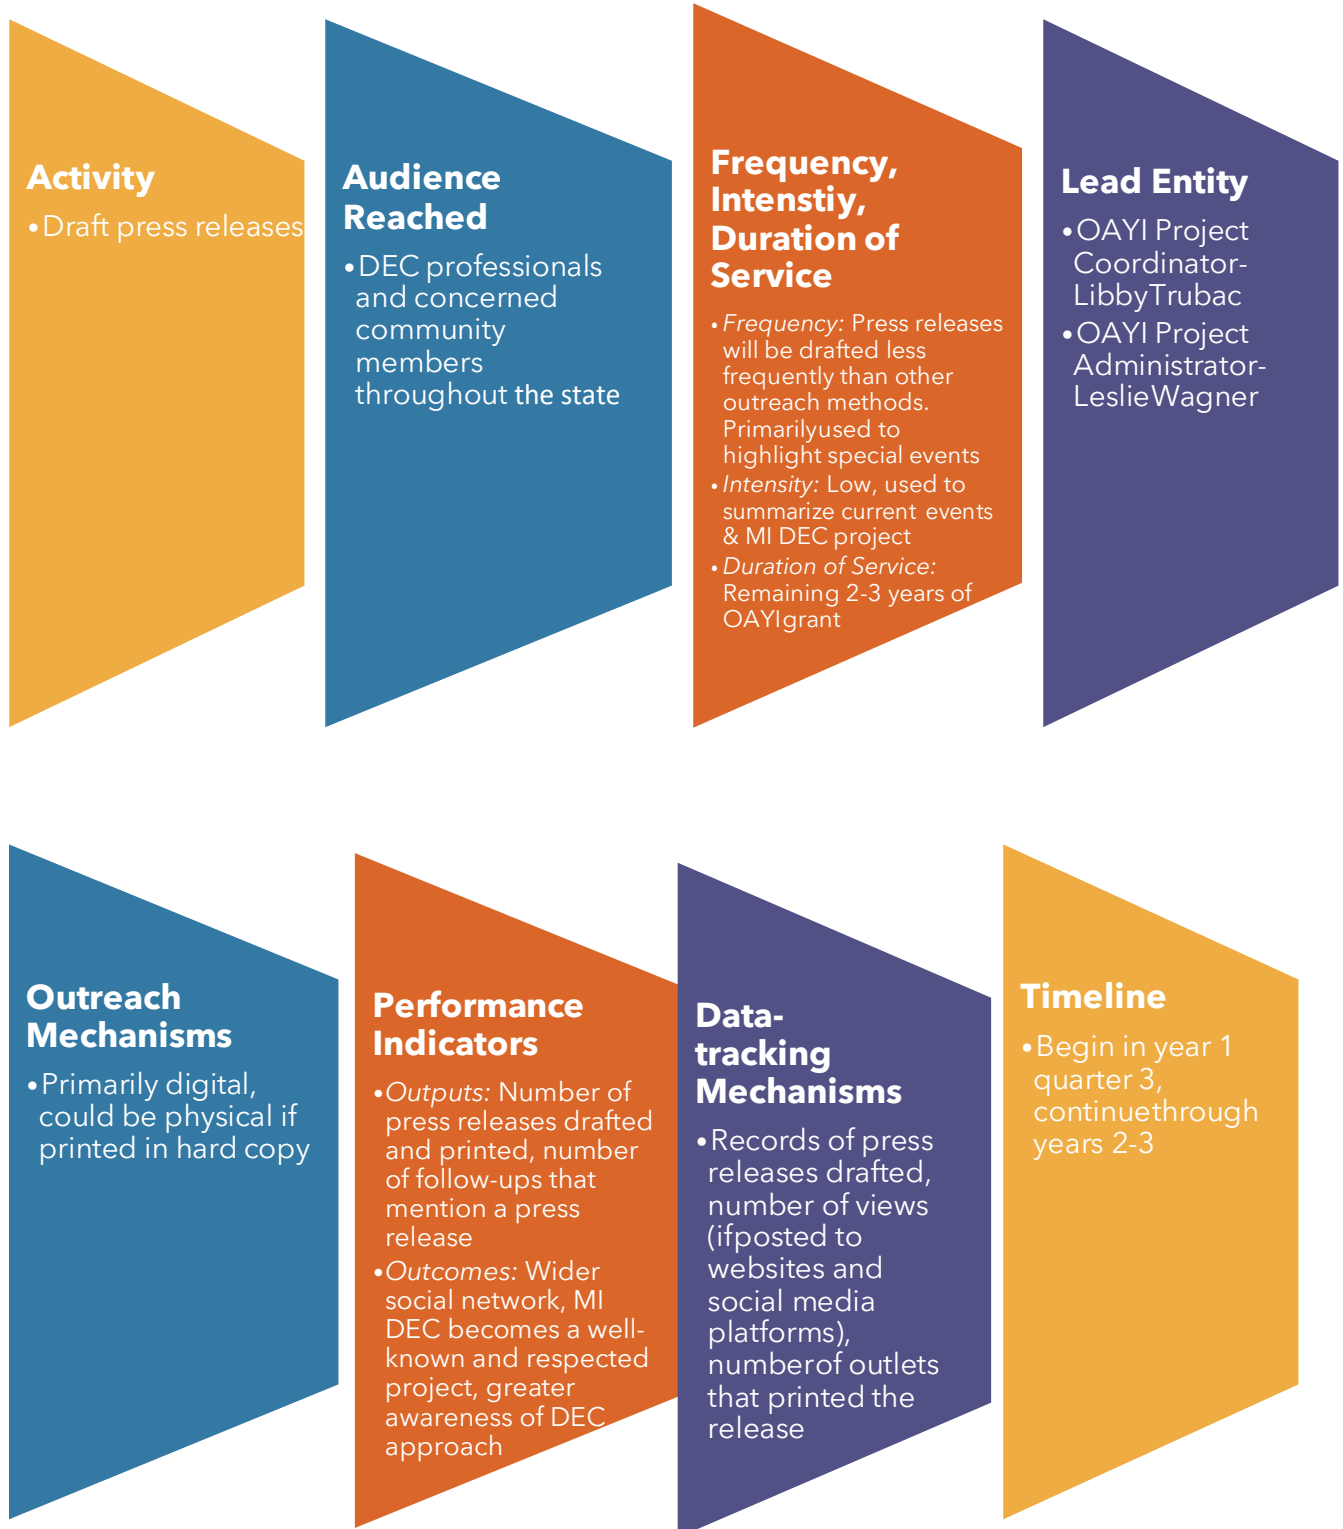 Activity
•Draft press releases
Audience
Reached
•DEC professionals
and concerned
community
members
throughout the state
Frequency,
Intenstiy,
Duration of
Service
•Frequency: Press releases
will be drafted less
frequently than other
outreach methods.
Primarilyused to
highlight special events
•Intensity: Low, used to
summarize current events
& MI DEC project
•Duration of Service:
Remaining 2-3 years of
OAYIgrant
Lead Entity
•OAYI Project
Coordinator-
LibbyTrubac
•OAYI Project
Administrator-
LeslieWagner
Outreach
Mechanisms
•Primarily digital,
could be physical if
printed in hard copy
Performance
Indicators
•Outputs: Number of
press releases drafted
and printed, number
of follow-ups that
mention a press
release
•Outcomes: Wider
social network, MI
DEC becomes a well-
known and respected
project, greater
awareness of DEC
approach
Data-
tracking
Mechanisms
•Records of press
releases drafted,
number of views
(ifposted to
websites and
social media
platforms),
numberof outlets
that printed the
release
Timeline
•Begin in year 1
quarter 3,
continuethrough
years 2-3